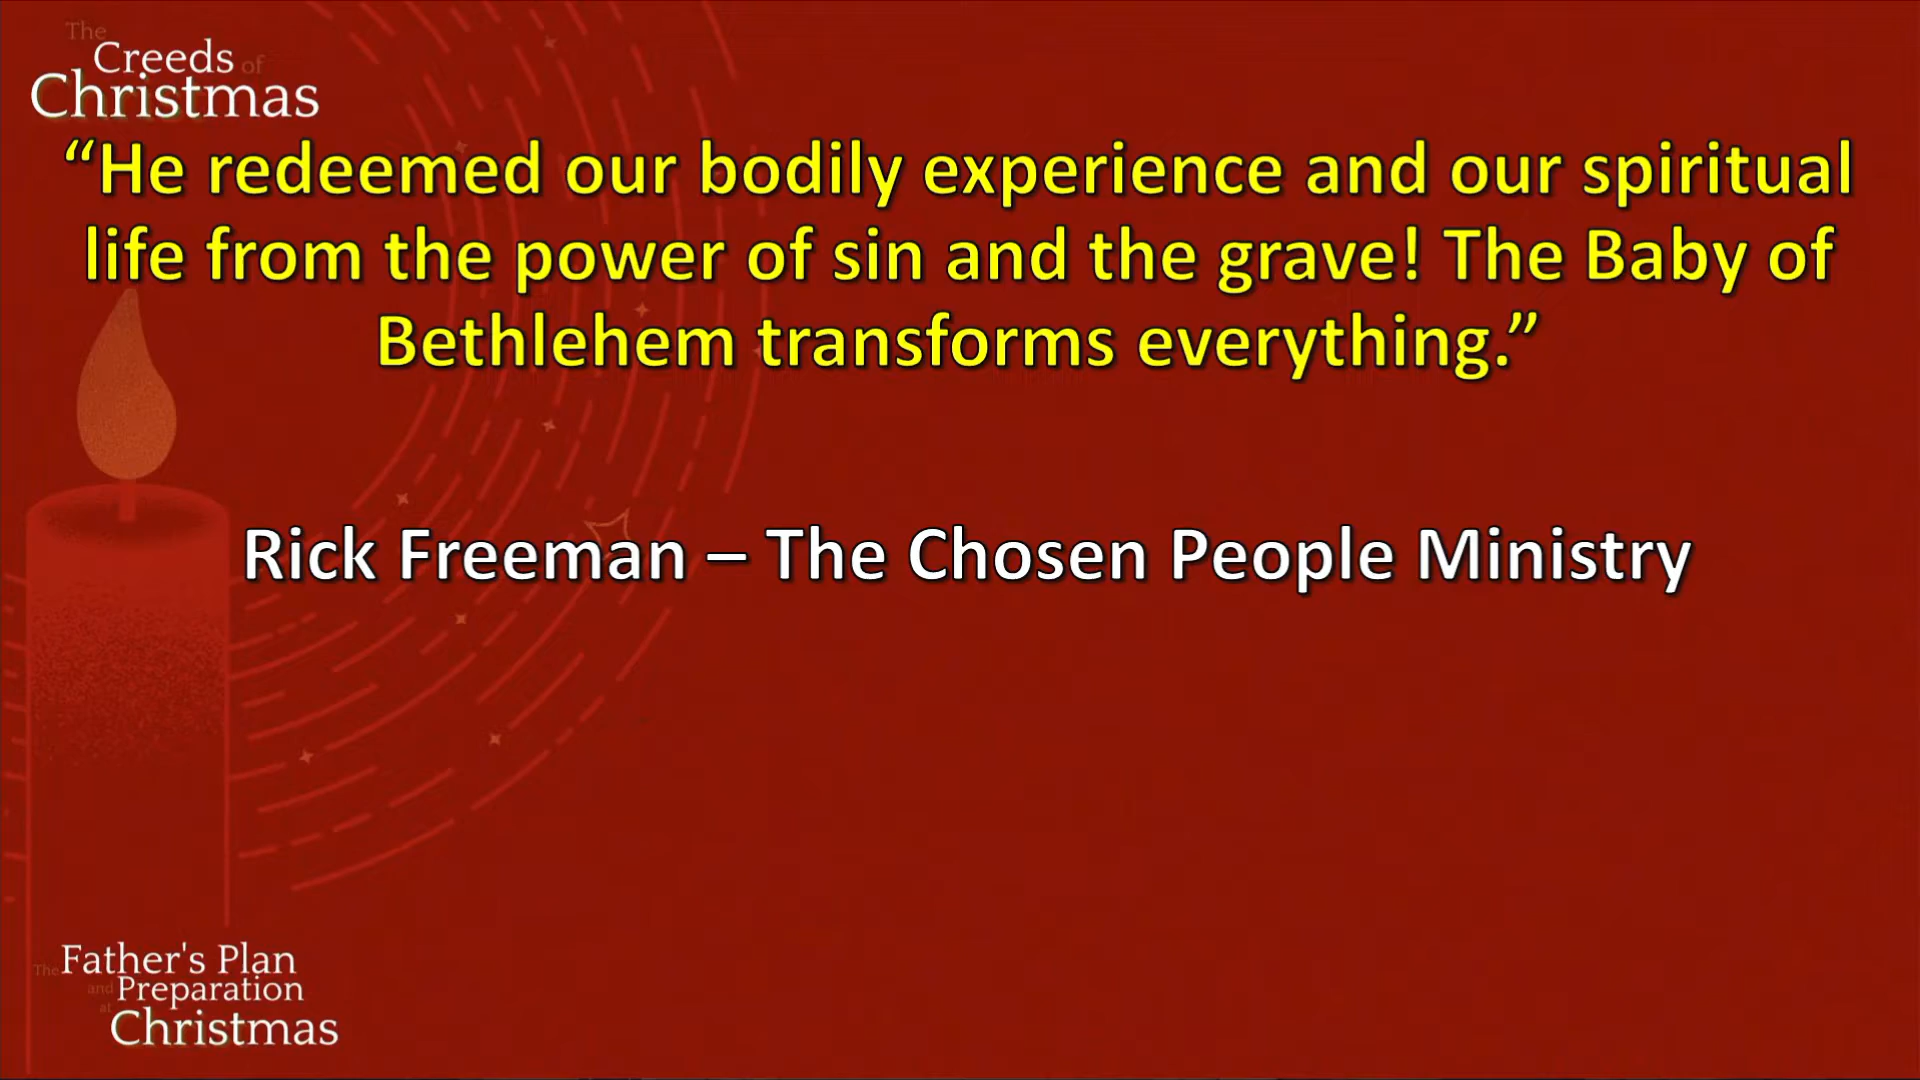 The
Creeds of
Christmas
“He redeemed our bodily experience and our spiritual
life from the power of sin and the grave! The Baby of
Bethlehem transforms everything.”
Rick Freeman – The Chosen People Ministry
The Father's Plan
and Preparation
at
Christmas